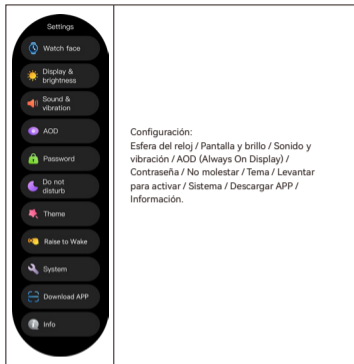 Settings
Watch face
Display &
brightness
Sound &
vibration
AOD
Password
Do not
disturb
Theme
Raise to Wake
System
Download APP
Info
Configuración:
Esfera del reloj / Pantalla y brillo / Sonido y
vibración / AOD (Always On Display) /
Contraseña / No molestar / Tema / Levantar
para activar / Sistema / Descargar APP /
Información.